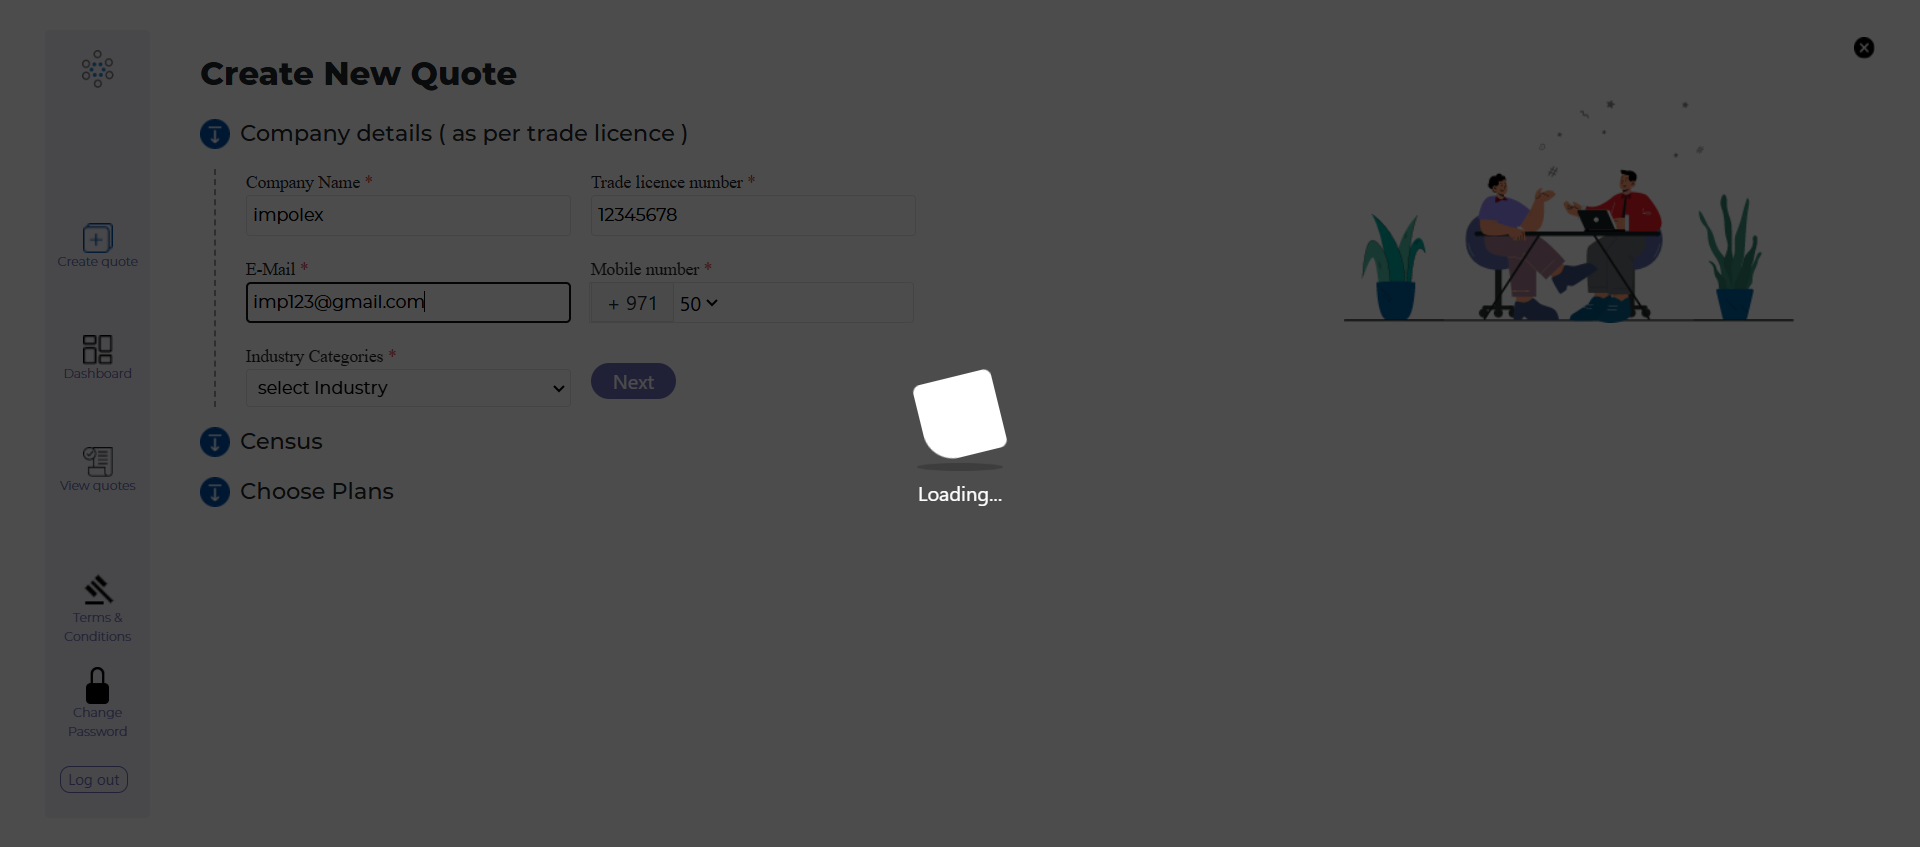 Create New Quote
Company details ( as per trade licence )
Company Name *
Trade licence number *
impolex
12345678
E-Mail *
Mobile number *
imp123@gmail.com
+ 971
50
Industry Categories *
select Industry
Next
Census
Choose Plans
Loading...
Create quote
Dashboard
View quotes
Terms &
Conditions
Change
Password
Log out